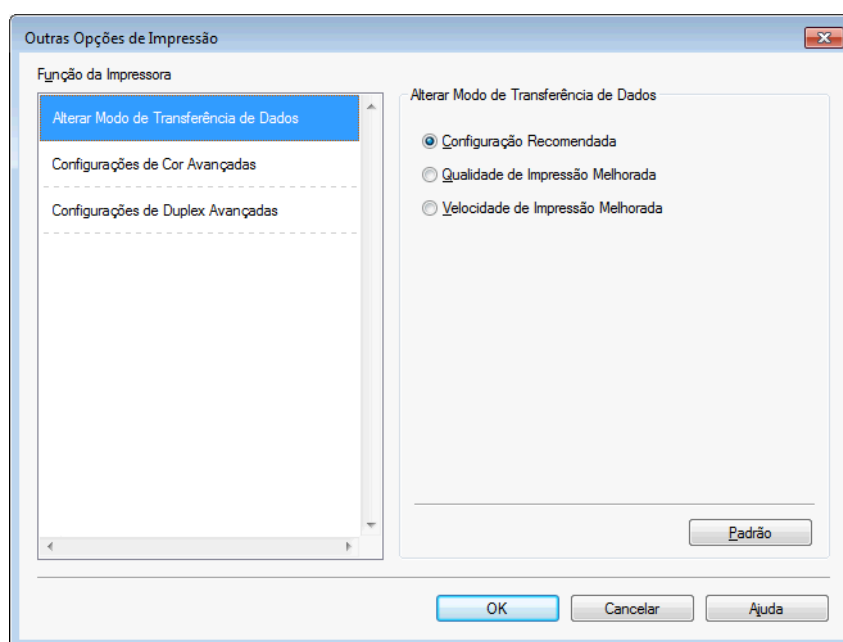 Outras Opções de Impressão
Função da Impressora
Alterar Modo de Transferência de Dados
Configurações de Cor Avançadas
Configurações de Duplex Avançadas
Alterar Modo de Transferência de Dados
Configuração Recomendada
Qualidade de Impressão Melhorada
Velocidade de Impressão Melhorada
Padrão
OK
Cancelar
Ajuda